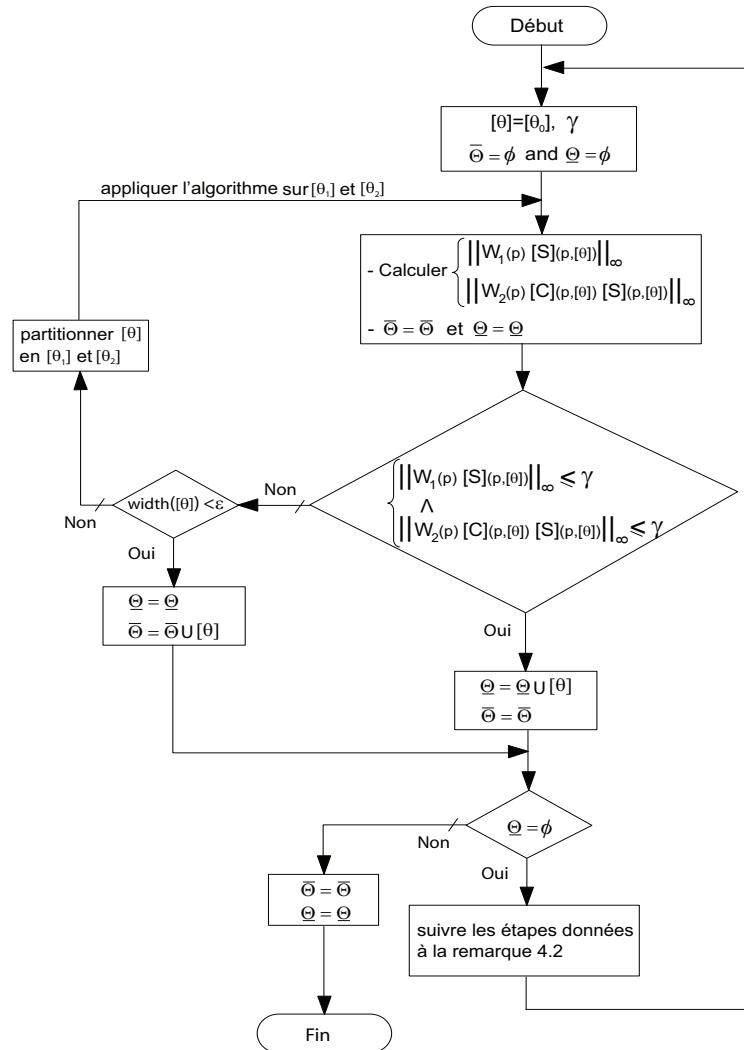 Début
[θ]=[θ₀], γ
Θ̅ = ϕ and Θ̲ = ϕ
appliquer l’algorithme sur [θ₁] et [θ₂]
- Calculer { ||W₁(p) [S](p,[θ])||∞
||W₂(p) [C](p,[θ]) [S](p,[θ])||∞
- Θ̅ = Θ̅ et Θ̲ = Θ̲
partitionner [θ]
en [θ₁] et [θ₂]
{ ||W₁(p) [S](p,[θ])||∞ ⩽ γ
∧
||W₂(p) [C](p,[θ]) [S](p,[θ])||∞ ⩽ γ
Non
width([θ]) <ε
Non
Oui
Θ̲ = Θ̲
Θ̅ = Θ̅ U [θ]
Oui
Θ̲ = Θ̲ U [θ]
Θ̅ = Θ̅
Θ̲ = ϕ
Non
Oui
Θ̅ = Θ̅
Θ̲ = Θ̲
suivre les étapes données
à la remarque 4.2
Fin